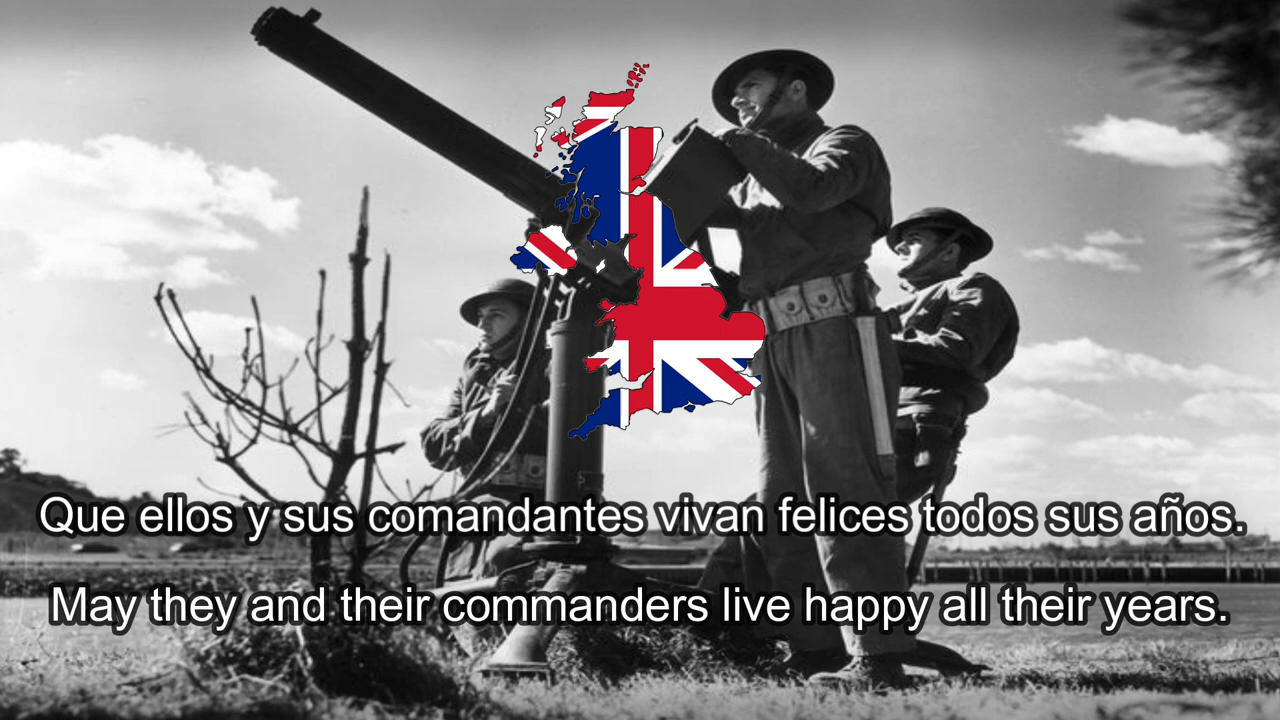 Que ellos y sus comandantes vivan felices todos sus años.
May they and their commanders live happy all their years.